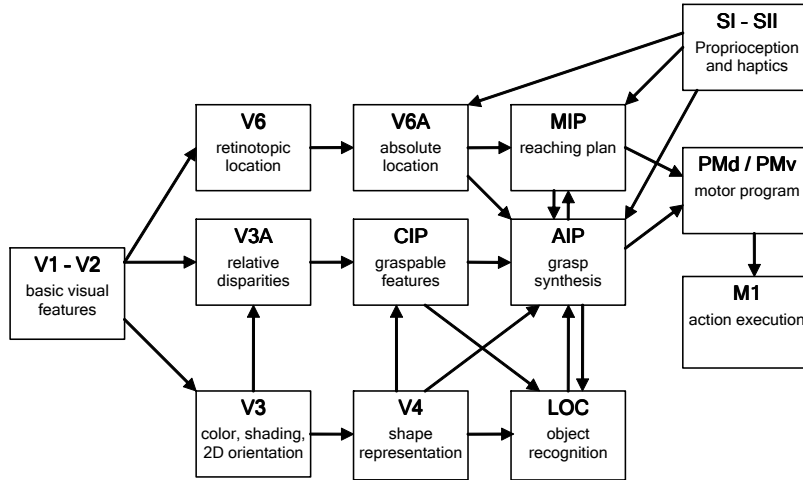 SI - SII
Proprioception
and haptics
V6
retinotopic
location
V6A
absolute
location
MIP
reaching plan
PMd / PMv
motor program
V1 - V2
basic visual
features
V3A
relative
disparities
CIP
graspable
features
AIP
grasp
synthesis
M1
action execution
V3
color, shading,
2D orientation
V4
shape
representation
LOC
object
recognition